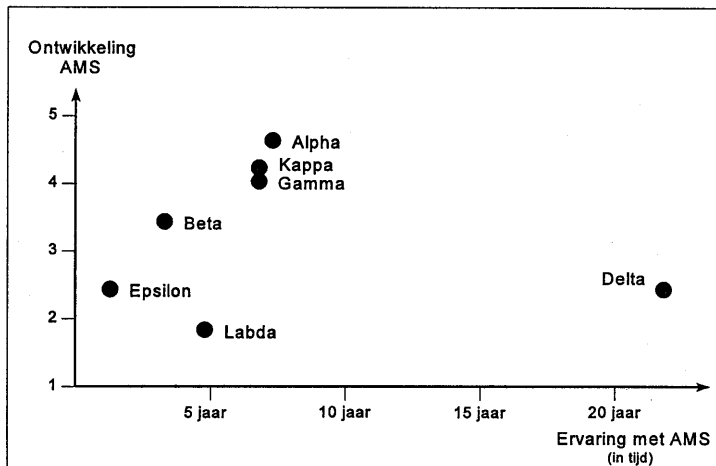 Ontwikkeling
AMS
5
Alpha
Kappa
4
Gamma
Beta
3
Delta
Epsilon
2
Labda
1
5 jaar
10 jaar
15 jaar
20 jaar
Ervaring met AMS
(in tijd)